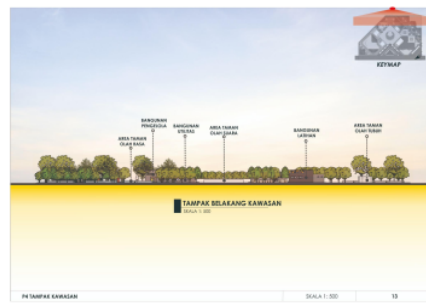 KEYMAP
BANGUNAN
PENGELOLA
BANGUNAN
UTILITAS
AREA TAMAN
OLAH SUARA
BANGUNAN
LATIHAN
AREA TAMAN
OLAH TUBUH
AREA TAMAN
OLAH RASA
TAMPAK BELAKANG KAWASAN
SKALA 1: 500
P4 TAMPAK KAWASAN
SKALA 1: 500
15